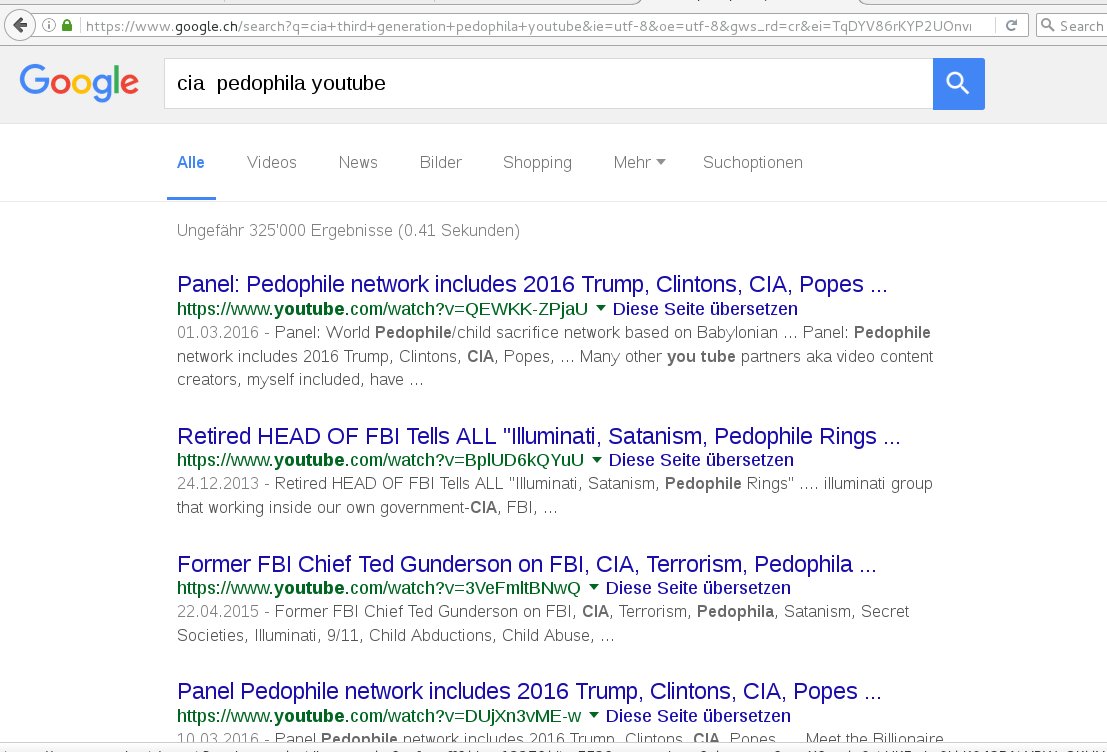 https://www.google.ch/search?q=cia+third+generation+pedophila+youtube&ie=utf-8&oe=utf-8&gws_rd=cr&ei=TqDYV86rKYP2UOnvı Search
Google cia pedophila youtube
Alle Videos News Bilder Shopping Mehr Suchoptionen
Ungefähr 325'000 Ergebnisse (0.41 Sekunden)
Panel: Pedophile network includes 2016 Trump, Clintons, CIA, Popes ...
https://www.youtube.com/watch?v=QEWKK-ZPjaU Diese Seite übersetzen
01.03.2016 - Panel: World Pedophile/child sacrifice network based on Babylonian ... Panel: Pedophile
network includes 2016 Trump, Clintons, CIA, Popes, ... Many other you tube partners aka video content
creators, myself included, have ...
Retired HEAD OF FBI Tells ALL "Illuminati, Satanism, Pedophile Rings ...
https://www.youtube.com/watch?v=BplUD6kQYuU Diese Seite übersetzen
24.12.2013 - Retired HEAD OF FBI Tells ALL "Illuminati, Satanism, Pedophile Rings" .... illuminati group
that working inside our own government-CIA, FBI, ...
Former FBI Chief Ted Gunderson on FBI, CIA, Terrorism, Pedophila ...
https://www.youtube.com/watch?v=3VeFmltBNwQ Diese Seite übersetzen
22.04.2015 - Former FBI Chief Ted Gunderson on FBI, CIA, Terrorism, Pedophila, Satanism, Secret
Societies, Illuminati, 9/11, Child Abductions, Child Abuse, ...
Panel Pedophile network includes 2016 Trump, Clintons, CIA, Popes ...
https://www.youtube.com/watch?v=DUjXn3vME-w Diese Seite übersetzen
10.03.2016 - Panel Pedophile network includes 2016 Trump, Clintons, CIA, Popes, ... Meet the Billionaire